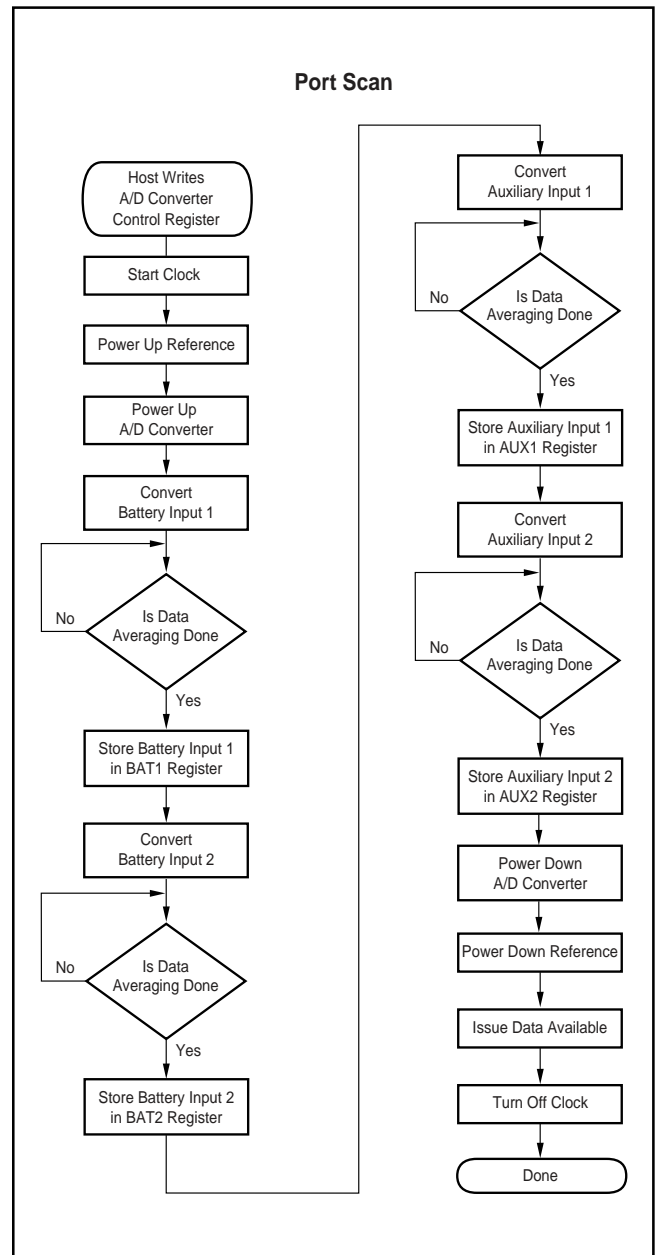 Port Scan
Host Writes
A/D Converter
Control Register
Start Clock
Power Up Reference
Power Up
A/D Converter
Convert
Battery Input 1
Is Data
Averaging Done
No
Yes
Store Battery Input 1
in BAT1 Register
Convert
Battery Input 2
Is Data
Averaging Done
No
Yes
Store Battery Input 2
in BAT2 Register
Convert
Auxiliary Input 1
Is Data
Averaging Done
No
Yes
Store Auxiliary Input 1
in AUX1 Register
Convert
Auxiliary Input 2
Is Data
Averaging Done
No
Yes
Store Auxiliary Input 2
in AUX2 Register
Power Down
A/D Converter
Power Down Reference
Issue Data Available
Turn Off Clock
Done